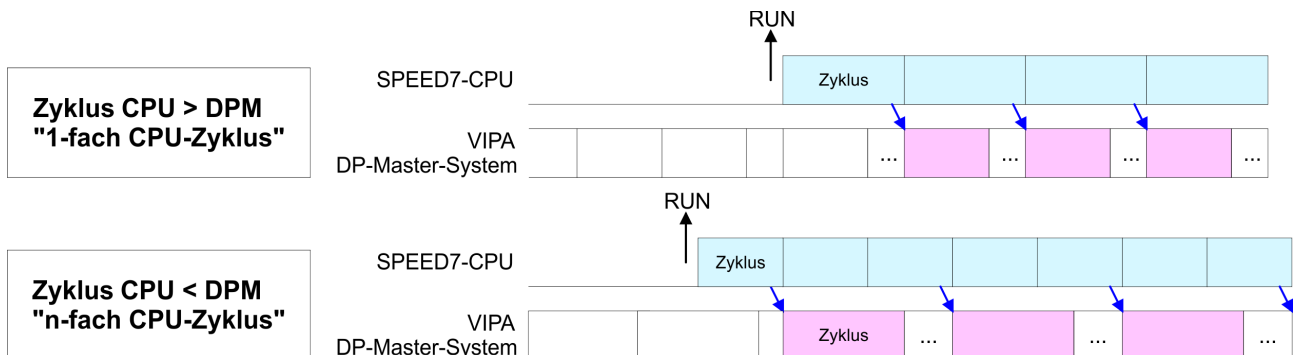 RUN
Zyklus CPU > DPM
"1-fach CPU-Zyklus"
SPEED7-CPU
Zyklus
VIPA
DP-Master-System
... ... ... ...
RUN
Zyklus CPU < DPM
"n-fach CPU-Zyklus"
SPEED7-CPU
Zyklus
VIPA
DP-Master-System
Zyklus ... ... ...